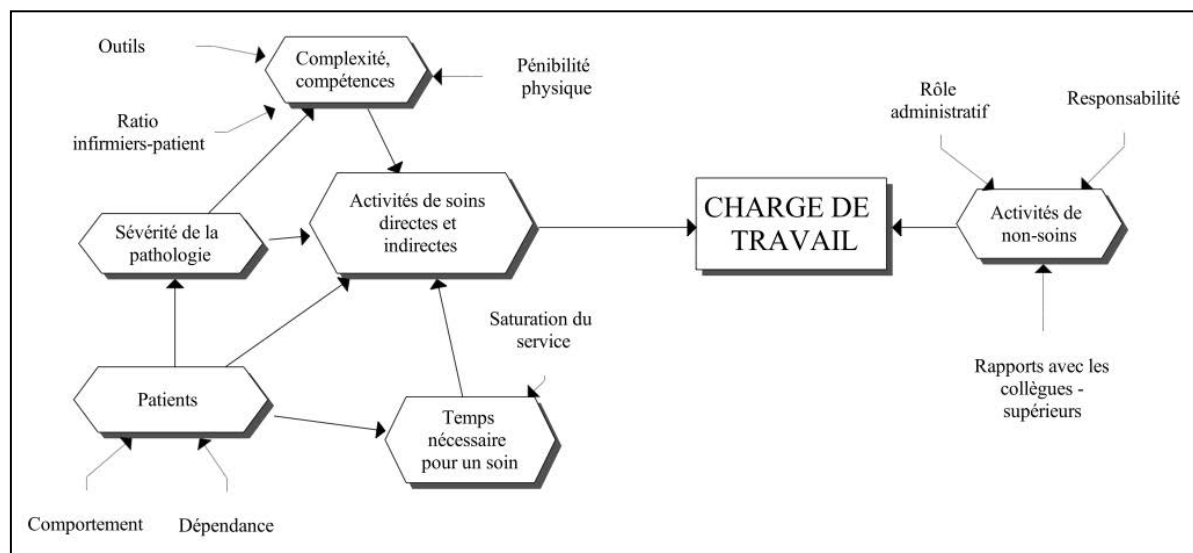 Outils
Complexité,
compétences
Pénibilité
physique
Ratio
infirmiers-patient
Rôle
administratif
Responsabilité
Sévérité de la
pathologie
Activités de soins
directes et
indirectes
CHARGE DE
TRAVAIL
Activités de
non-soins
Saturation du
service
Patients
Temps
nécessaire
pour un soin
Rapports avec les
collègues -
supérieurs
Comportement
Dépendance